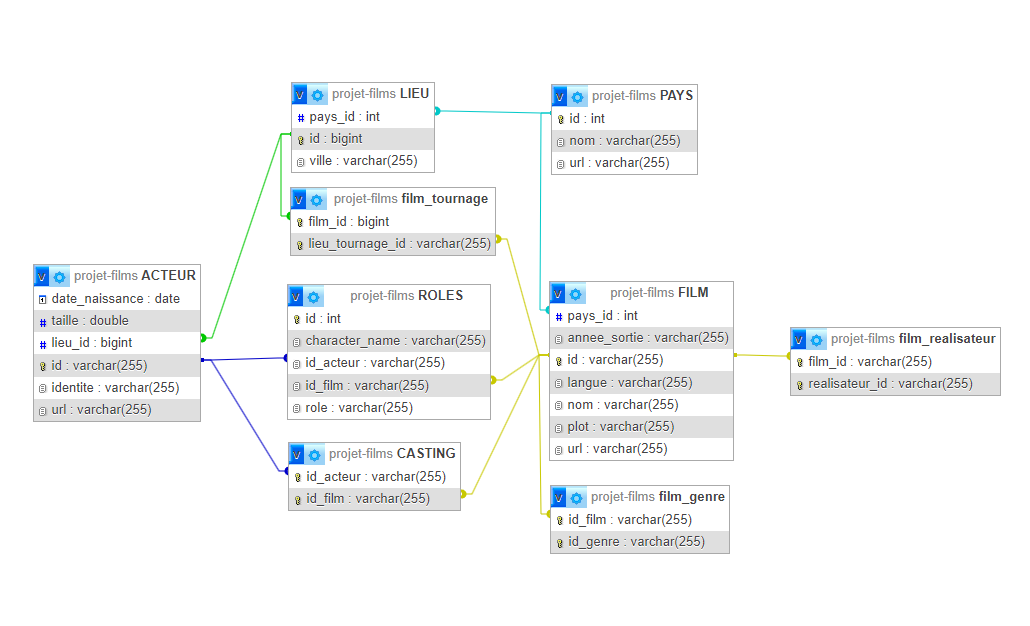 projet-films LIEU
# pays_id : int
id : bigint
ville : varchar(255)
projet-films PAYS
id : int
nom : varchar(255)
url : varchar(255)
projet-films film_tournage
film_id : bigint
lieu_tournage_id : varchar(255)
projet-films ACTEUR
date_naissance : date
# taille : double
# lieu_id : bigint
id : varchar(255)
identite : varchar(255)
url : varchar(255)
projet-films ROLES
id : int
character_name : varchar(255)
id_acteur : varchar(255)
id_film : varchar(255)
role : varchar(255)
projet-films FILM
# pays_id : int
annee_sortie : varchar(255)
id : varchar(255)
langue : varchar(255)
nom : varchar(255)
plot : varchar(255)
url : varchar(255)
projet-films film_realisateur
film_id : varchar(255)
realisateur_id : varchar(255)
projet-films CASTING
id_acteur : varchar(255)
id_film : varchar(255)
projet-films film_genre
id_film : varchar(255)
id_genre : varchar(255)